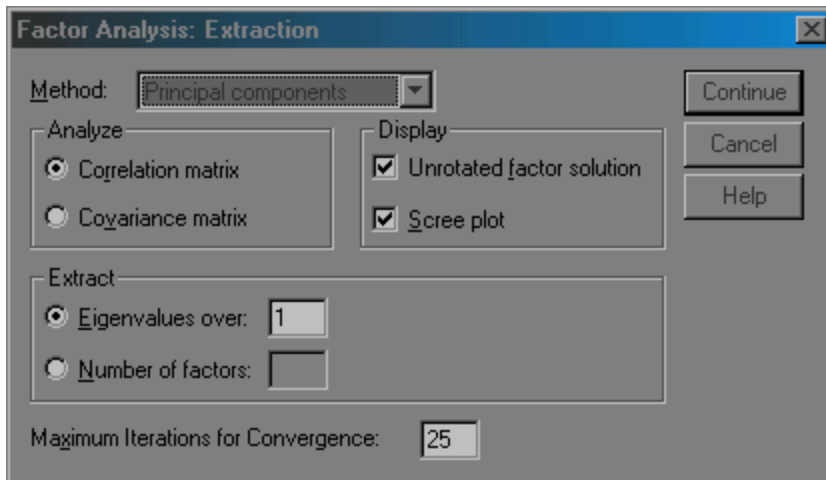 Factor Analysis: Extraction
Method: Principal components
Continue
Analyze
Display
Correlation matrix
Unrotated factor solution
Cancel
Covariance matrix
Scree plot
Help
Extract
Eigenvalues over: 1
Number of factors:
Maximum Iterations for Convergence: 25